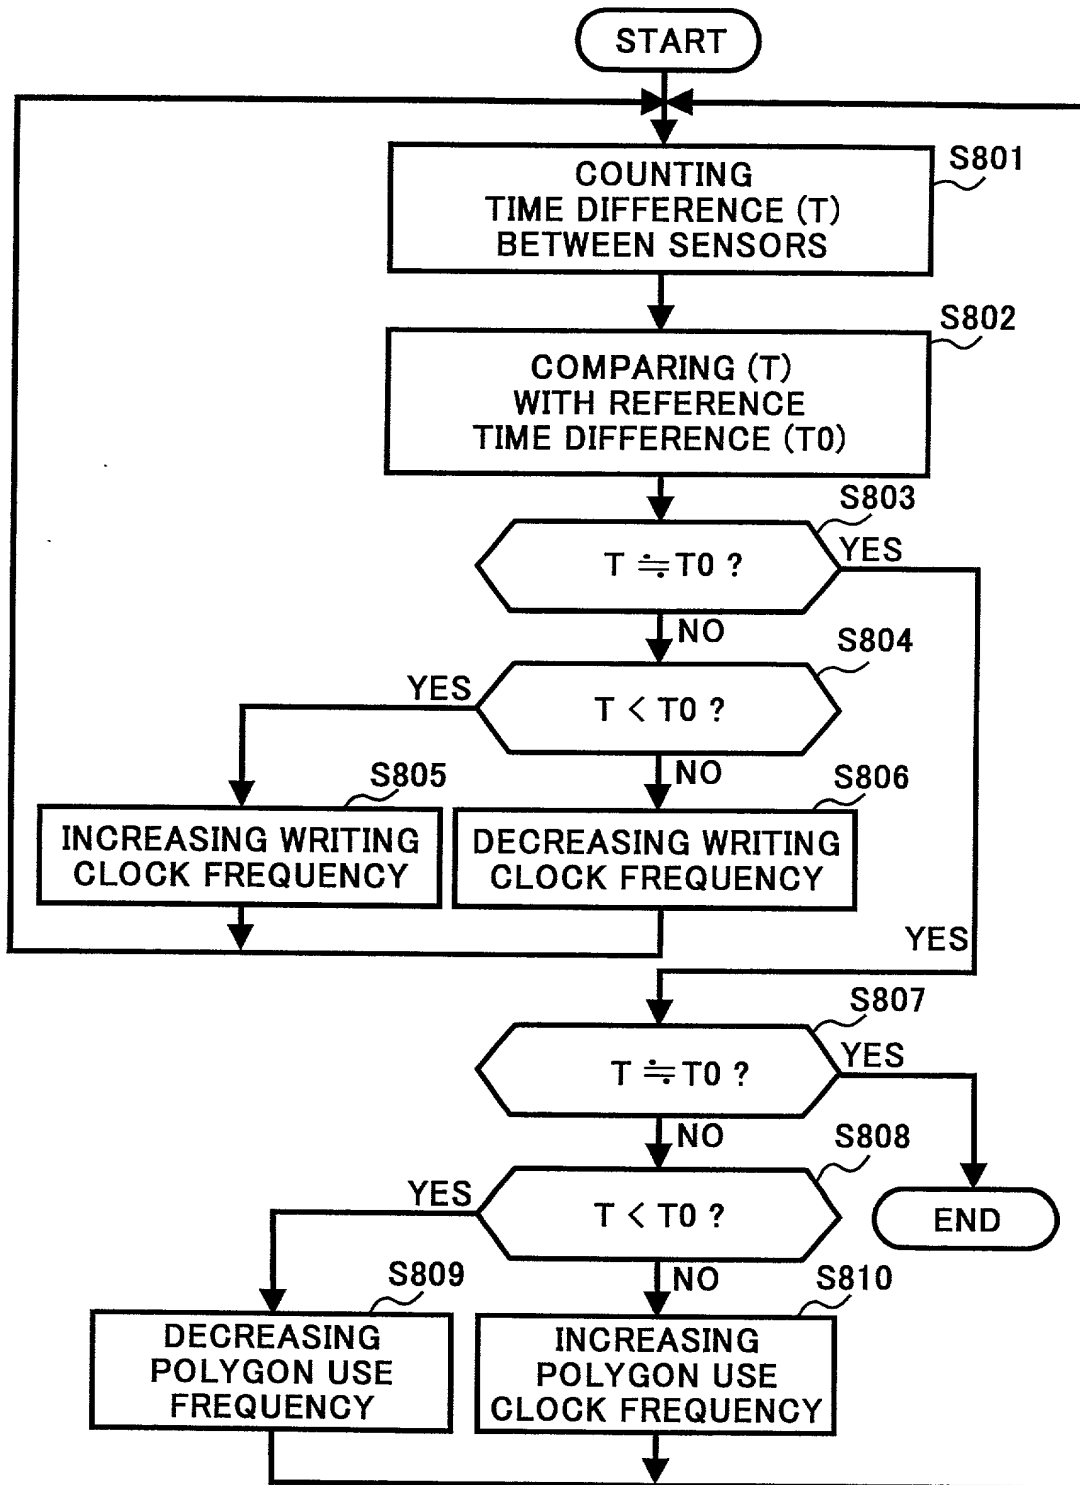 START
S801
COUNTING
TIME DIFFERENCE (T)
BETWEEN SENSORS
S802
COMPARING (T)
WITH REFERENCE
TIME DIFFERENCE (T0)
S803
T ≒ T0 ?
YES
NO
S804
T < T0 ?
YES
NO
S805
INCREASING WRITING
CLOCK FREQUENCY
S806
DECREASING WRITING
CLOCK FREQUENCY
YES
S807
T ≒ T0 ?
YES
NO
S808
T < T0 ?
YES
NO
END
S809
DECREASING
POLYGON USE
FREQUENCY
S810
INCREASING
POLYGON USE
CLOCK FREQUENCY